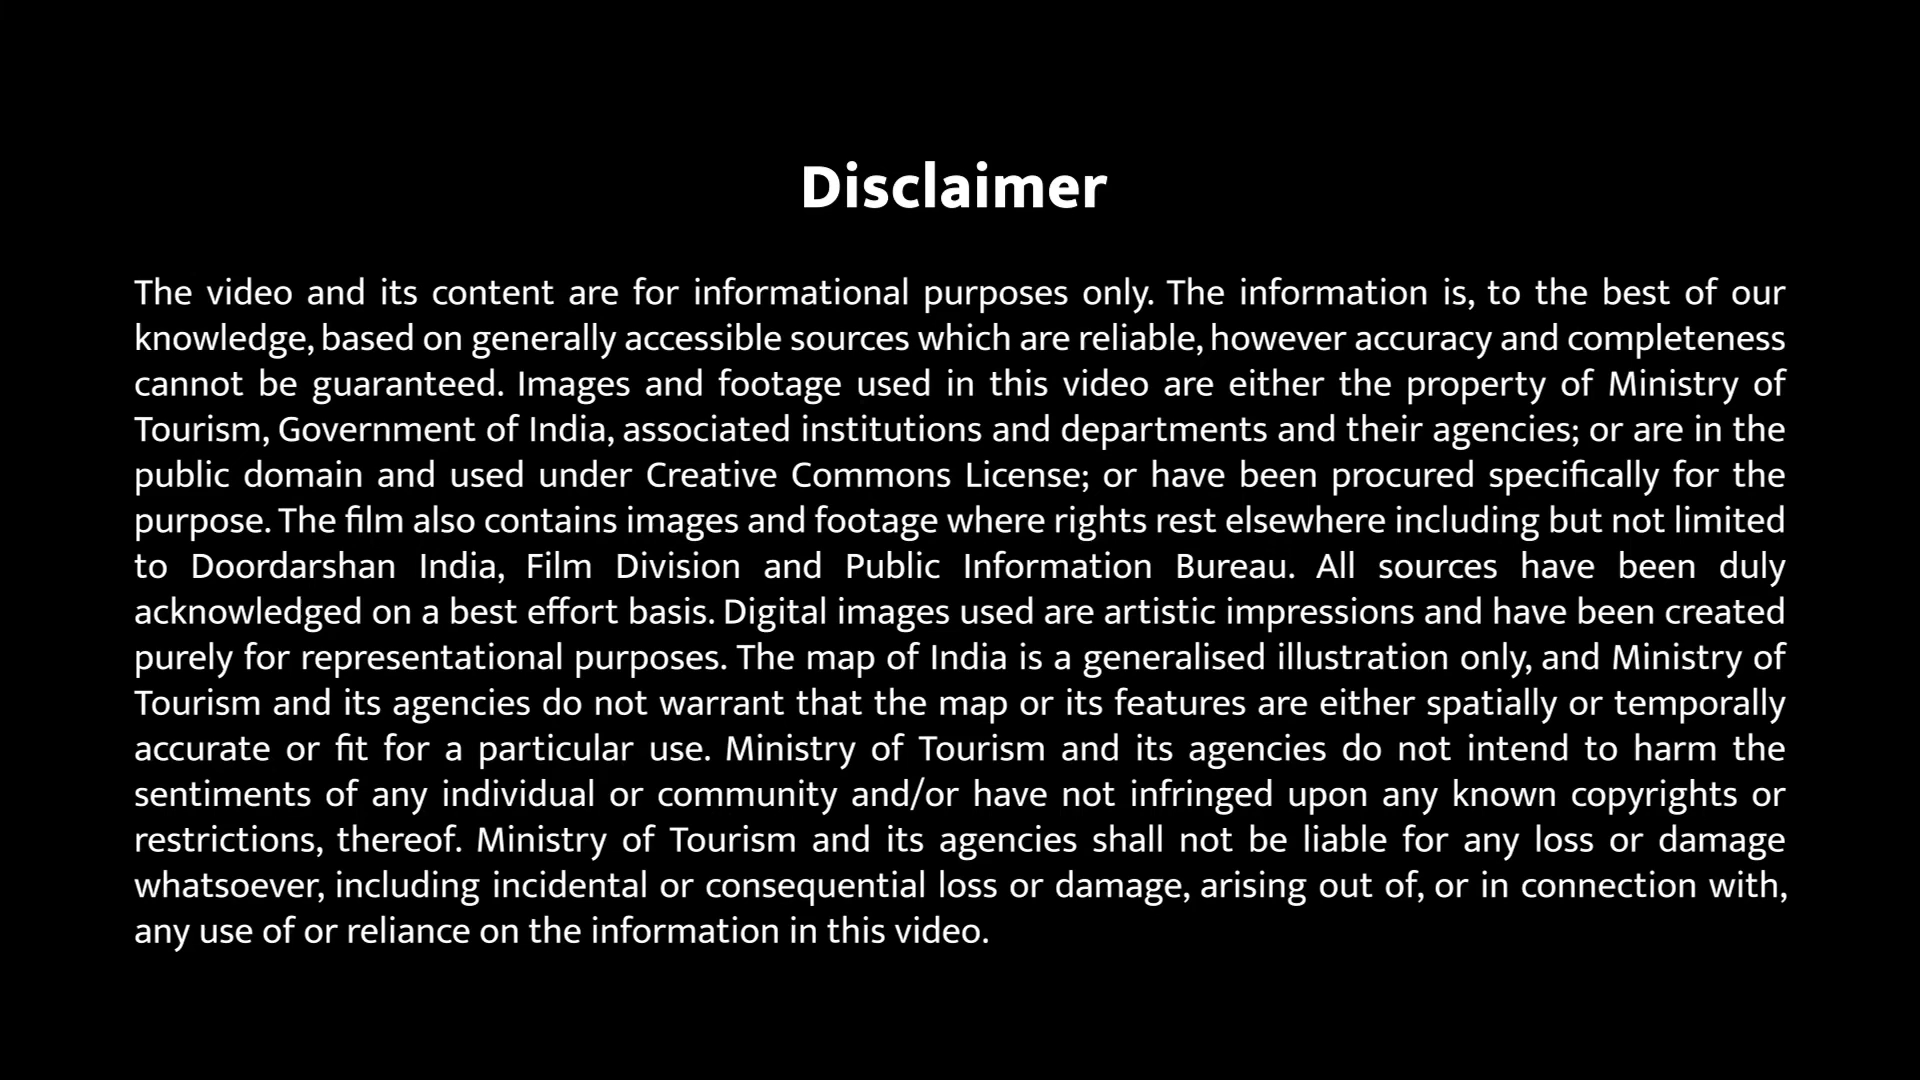 Disclaimer
The video and its content are for informational purposes only. The information is, to the best of our
knowledge, based on generally accessible sources which are reliable, however accuracy and completeness
cannot be guaranteed. Images and footage used in this video are either the property of Ministry of
Tourism, Government of India, associated institutions and departments and their agencies; or are in the
public domain and used under Creative Commons License; or have been procured specifically for the
purpose. The film also contains images and footage where rights rest elsewhere including but not limited
to Doordarshan India, Film Division and Public Information Bureau. All sources have been duly
acknowledged on a best effort basis. Digital images used are artistic impressions and have been created
purely for representational purposes. The map of India is a generalised illustration only, and Ministry of
Tourism and its agencies do not warrant that the map or its features are either spatially or temporally
accurate or fit for a particular use. Ministry of Tourism and its agencies do not intend to harm the
sentiments of any individual or community and/or have not infringed upon any known copyrights or
restrictions, thereof. Ministry of Tourism and its agencies shall not be liable for any loss or damage
whatsoever, including incidental or consequential loss or damage, arising out of, or in connection with,
any use of or reliance on the information in this video.